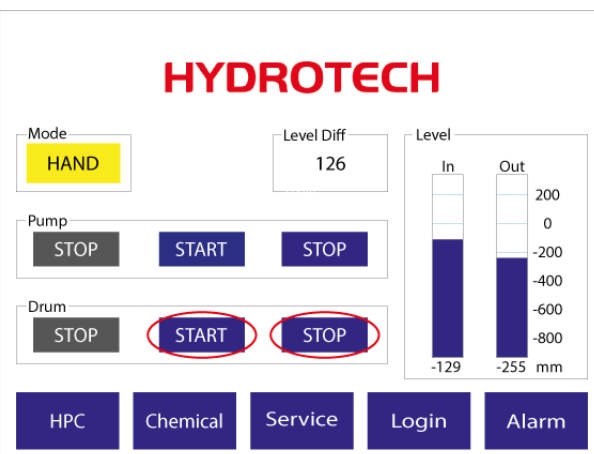 HYDROTECH
Mode
HAND
Level Diff
126
Level
In Out
200
0
-200
-400
-600
-800
-129 -255 mm
Pump
STOP START STOP
Drum
STOP START STOP
HPC Chemical Service Login Alarm